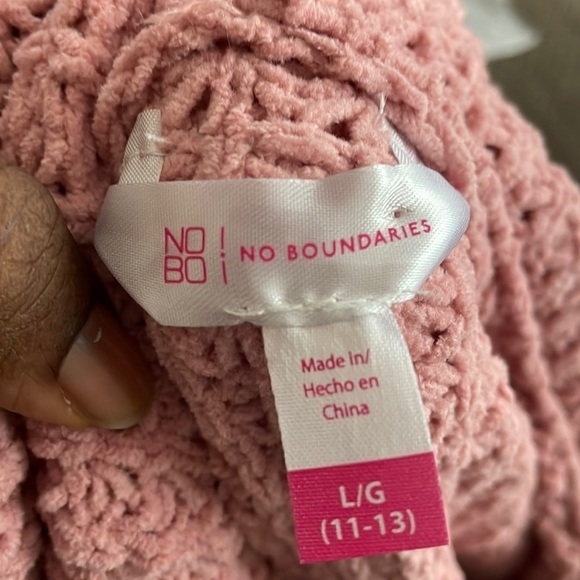 NO
BO
NO BOUNDARIES
Made in/
Hecho en
China
L/G
(11-13)